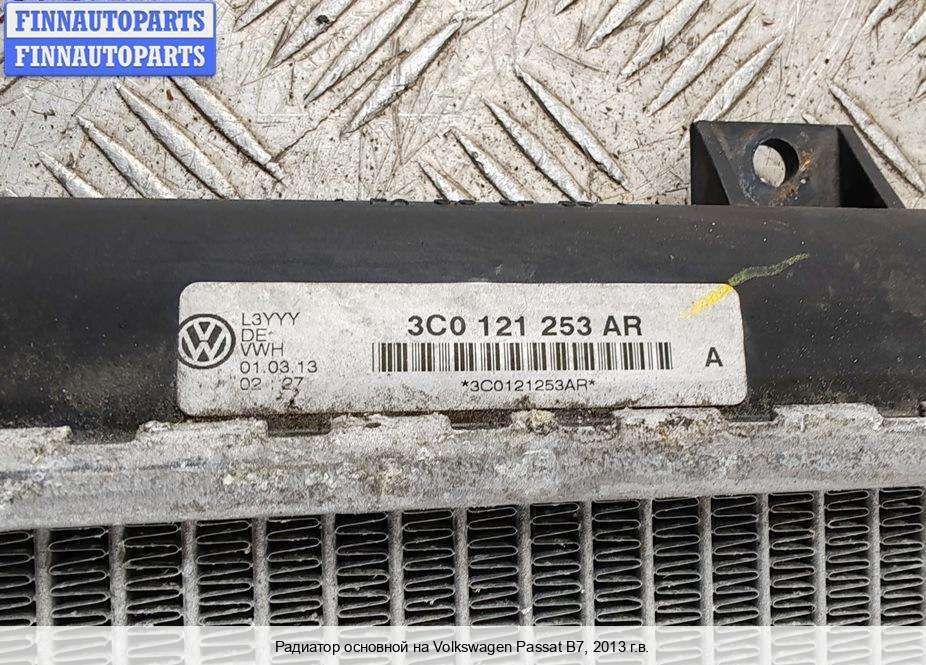 FINNAUTOPARTS
FINNAUTOPARTS
L3YYY
DE
VWH
01.03.13
02 27
3C0 121 253 AR
*3C0121253AR*
A
Радиатор основной на Volkswagen Passat B7, 2013 г.в.